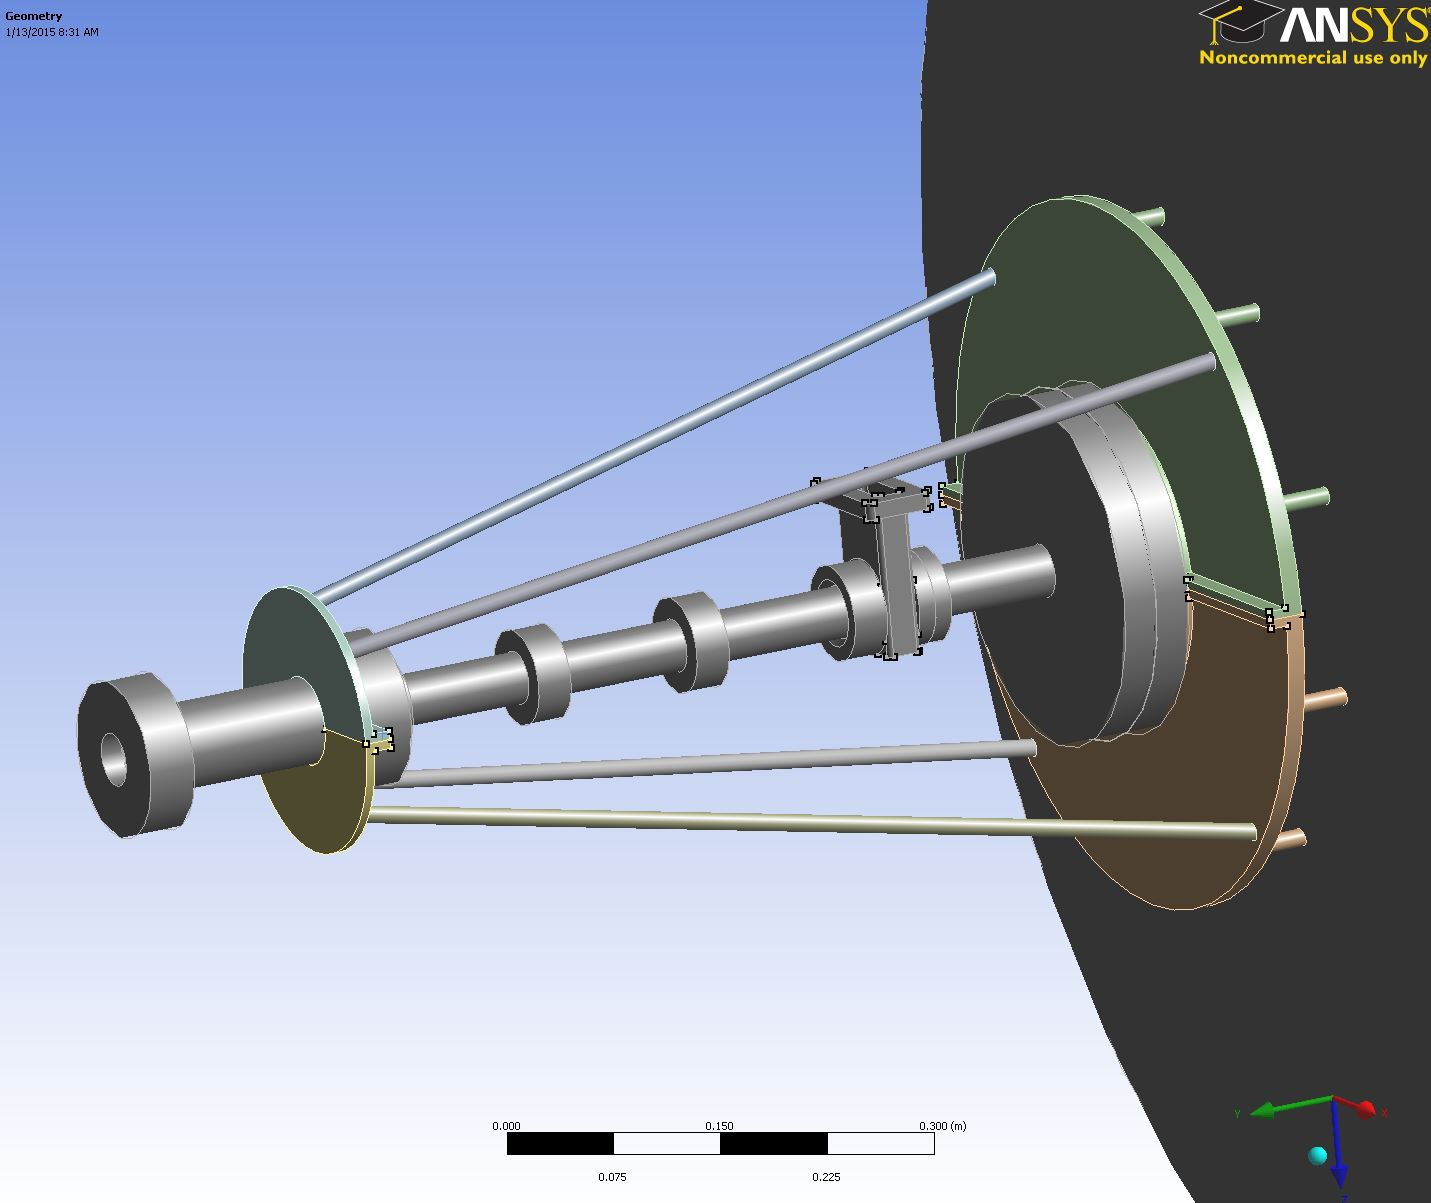 Geometry
1/13/2015 8:31 AM
ANSYS
Noncommercial use only
0.000
0.150
0.300 (m)
0.075
0.225
Y
X
Z